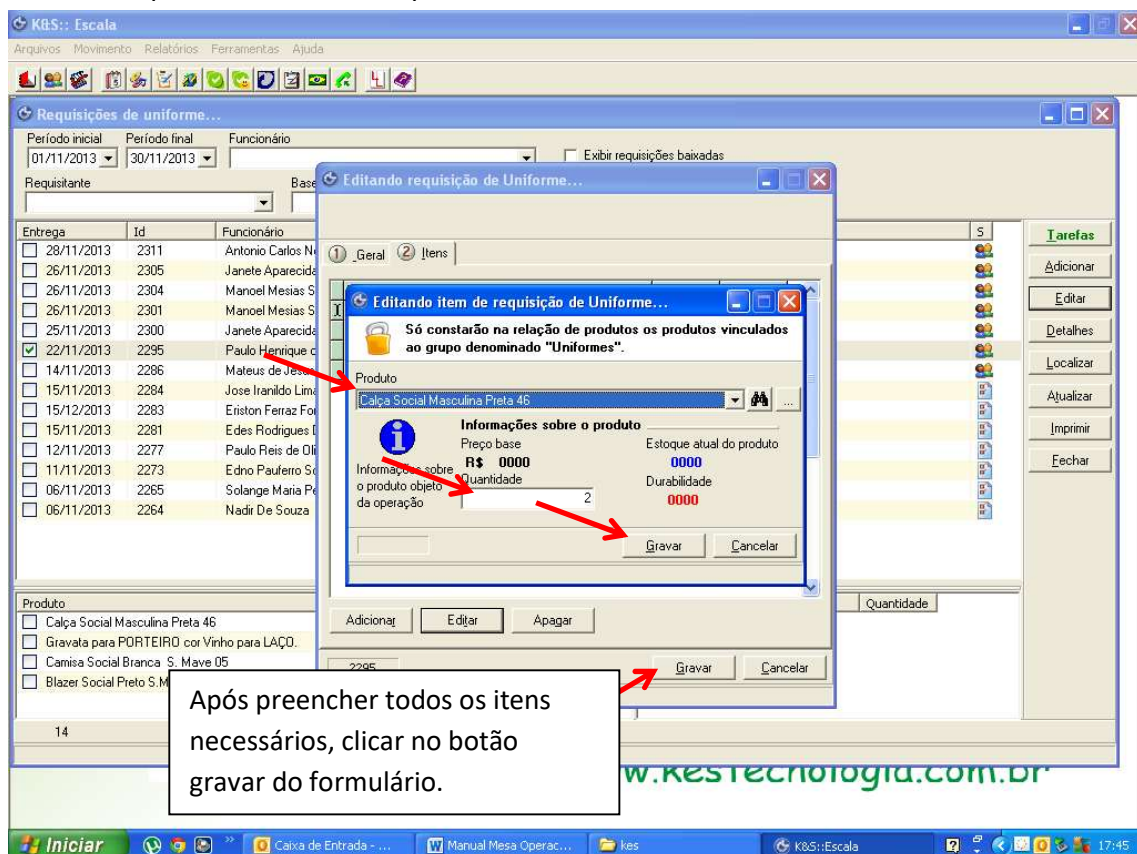 K&S:: Escala
Arquivos Movimento Relatórios Ferramentas Ajuda
Requisições de uniforme...
Período inicial Período final Funcionário
01/11/2013 30/11/2013 Exibir requisições baixadas
Requisitante Base
Entrega Id Funcionário S
28/11/2013 2311 Antonio Carlos
26/11/2013 2305 Janete Aparecida
26/11/2013 2304 Manoel Mesias S
26/11/2013 2301 Manoel Mesias S
25/11/2013 2300 Janete Aparecida
22/11/2013 2295 Paulo Henrique
14/11/2013 2286 Mateus de Jesus
15/11/2013 2284 Jose Iranildo Lima
15/12/2013 2283 Eriston Ferraz
15/11/2013 2281 Edes Rodrigues
12/11/2013 2277 Paulo Reis de
11/11/2013 2273 Edno Pauferro
06/11/2013 2265 Solange Maria
06/11/2013 2264 Nadir De Souza
Tarefas
Adicionar
Editar
Detalhes
Localizar
Atualizar
Imprimir
Fechar
Editando requisição de Uniforme...
1 Geral 2 Itens
Editando item de requisição de Uniforme...
Só constarão na relação de produtos os produtos vinculados
ao grupo denominado "Uniformes".
Produto
Calça Social Masculina Preta 46
...
Informações sobre o produto
Preço base Estoque atual do produto
R$ 0000 0000
Informações sobre
o produto objeto
da operação
Quantidade Durabilidade
2 0000
Gravar Cancelar
Adicionar Editar Apagar
2295 Gravar Cancelar
Produto Quantidade
Calça Social Masculina Preta 46
Gravata para PORTEIRO cor Vinho para LAÇO.
Camisa Social Branca S. Mave 05
Blazer Social Preto S.M
14
Após preencher todos os itens
necessários, clicar no botão
gravar do formulário.
w.kestecnologia.com.br
Iniciar Caixa de Entrada - ... Manual Mesa Operac... kes K&S::Escala 17:45